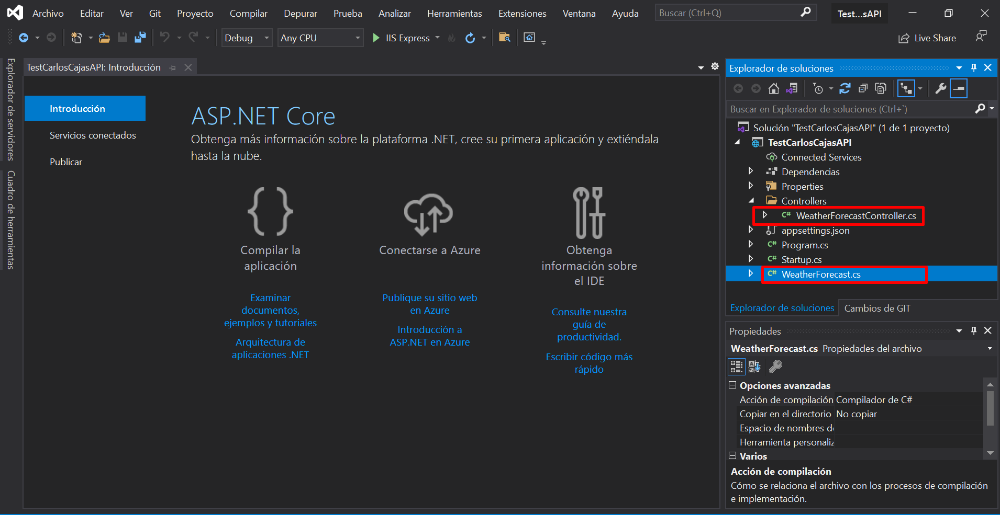 Archivo Editar Ver Git Proyecto Compilar Depurar Prueba Analizar Herramientas Extensiones Ventana Ayuda Buscar (Ctrl+Q) Test...sAPI
Debug Any CPU IIS Express Live Share
Explorador de servidores
Cuadro de herramientas
TestCarlosCajasAPI: Introducción
Introducción
Servicios conectados
Publicar
ASP.NET Core
Obtenga más información sobre la plataforma .NET, cree su primera aplicación y extiéndala
hasta la nube.
Compilar la
aplicación
Examinar
documentos,
ejemplos y tutoriales
Arquitectura de
aplicaciones .NET
Conectarse a Azure
Publique su sitio web
en Azure
Introducción a
ASP.NET en Azure
Obtenga
información sobre
el IDE
Consulte nuestra
guía de
productividad.
Escribir código más
rápido
Explorador de soluciones
Buscar en Explorador de soluciones (Ctrl+`)
Solución "TestCarlosCajasAPI" (1 de 1 proyecto)
TestCarlosCajasAPI
Connected Services
Dependencias
Properties
Controllers
C# WeatherForecastController.cs
appsettings.json
C# Program.cs
C# Startup.cs
C# WeatherForecast.cs
Explorador de soluciones Cambios de GIT
Propiedades
WeatherForecast.cs Propiedades del archivo
Opciones avanzadas
Acción de compilación Compilador de C#
Copiar en el directorio No copiar
Espacio de nombres de
Herramienta personaliz
Varios
Acción de compilación
Cómo se relaciona el archivo con los procesos de compilación
e implementación.